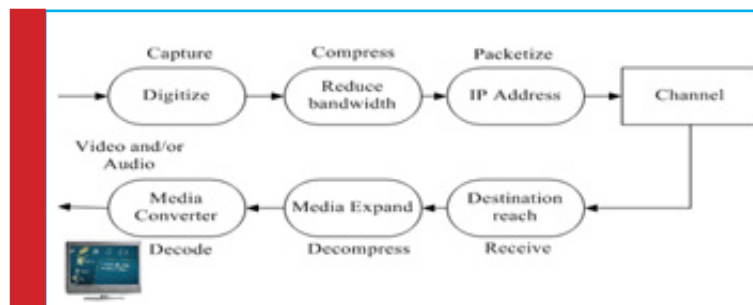 Capture
Compress
Packetize
Digitize
Reduce
bandwidth
IP Address
Channel
Video and/or
Audio
Media
Converter
Media Expand
Destination
reach
Decode
Decompress
Receive